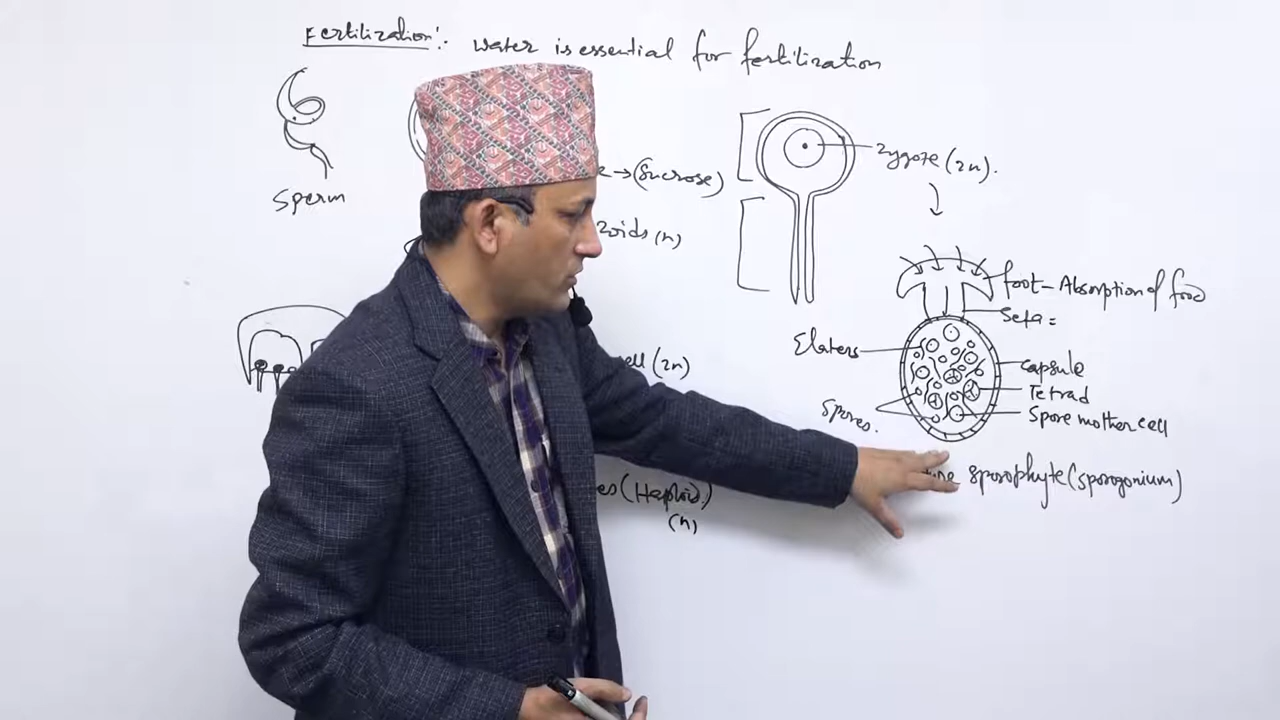 Fertilization:- Water is essential for fertilization
Sperm
→ (Sucrose)
zoids (n)
Zygote (2n).
foot - Absorption of food
Seta =
Elaters
capsule
Tetrad
Spores.
Spore mother cell
ell (2n)
sporophyte (sporogonium)
es (Haploid)
(n)